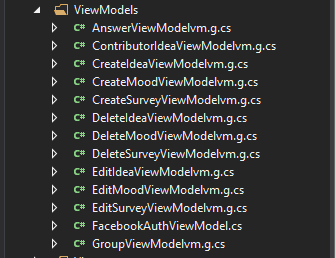 ViewModels
C# AnswerViewModelvm.g.cs
C# ContributorIdeaViewModelvm.g.cs
C# CreateIdeaViewModelvm.g.cs
C# CreateMoodViewModelvm.g.cs
C# CreateSurveyViewModelvm.g.cs
C# DeleteIdeaViewModelvm.g.cs
C# DeleteMoodViewModelvm.g.cs
C# DeleteSurveyViewModelvm.g.cs
C# EditIdeaViewModelvm.g.cs
C# EditMoodViewModelvm.g.cs
C# EditSurveyViewModelvm.g.cs
C# FacebookAuthViewModel.cs
C# GroupViewModelvm.g.cs